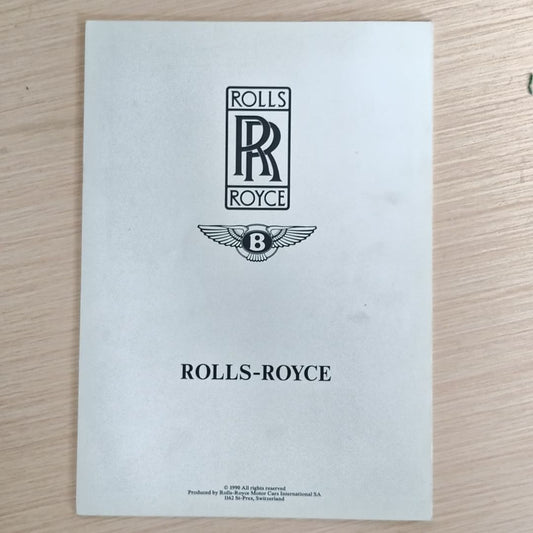 ROLLS
RR
ROYCE
B
ROLLS-ROYCE
© 1990 All rights reserved
Produced by Rolls-Royce Motor Cars International SA
1162 St-Prex, Switzerland